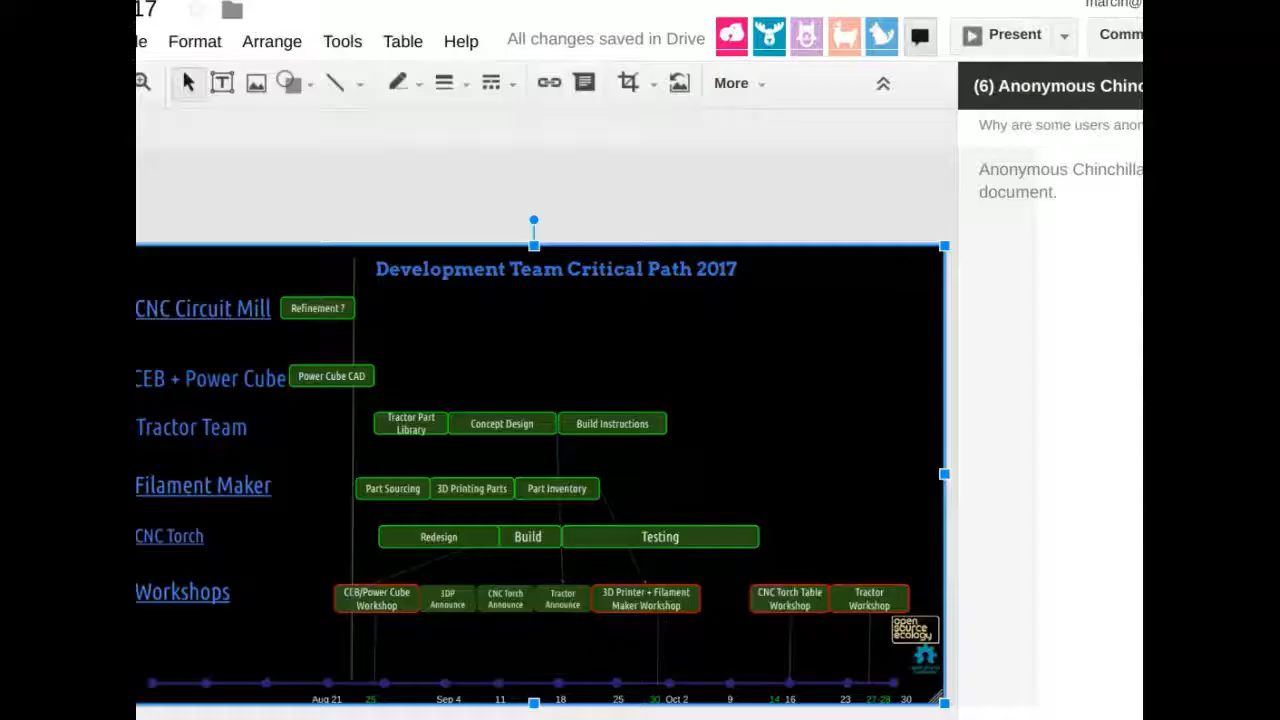 17
marcin@
le Format Arrange Tools Table Help All changes saved in Drive
Present
Comm
More
(6) Anonymous Chinc
Why are some users anon
Anonymous Chinchilla
document.
Development Team Critical Path 2017
CNC Circuit Mill
Refinement ?
CEB + Power Cube
Power Cube CAD
Tractor Team
Tractor Part
Library
Concept Design
Build Instructions
Filament Maker
Part Sourcing
3D Printing Parts
Part Inventory
CNC Torch
Redesign
Build
Testing
Workshops
CEB/Power Cube
Workshop
3DP
Announce
CNC Torch
Announce
Tractor
Announce
3D Printer + Filament
Maker Workshop
CNC Torch Table
Workshop
Tractor
Workshop
open
source
ecology
Aug 21 25 Sep 4 11 18 25 30 Oct 2 9 14 16 23 27-28 30